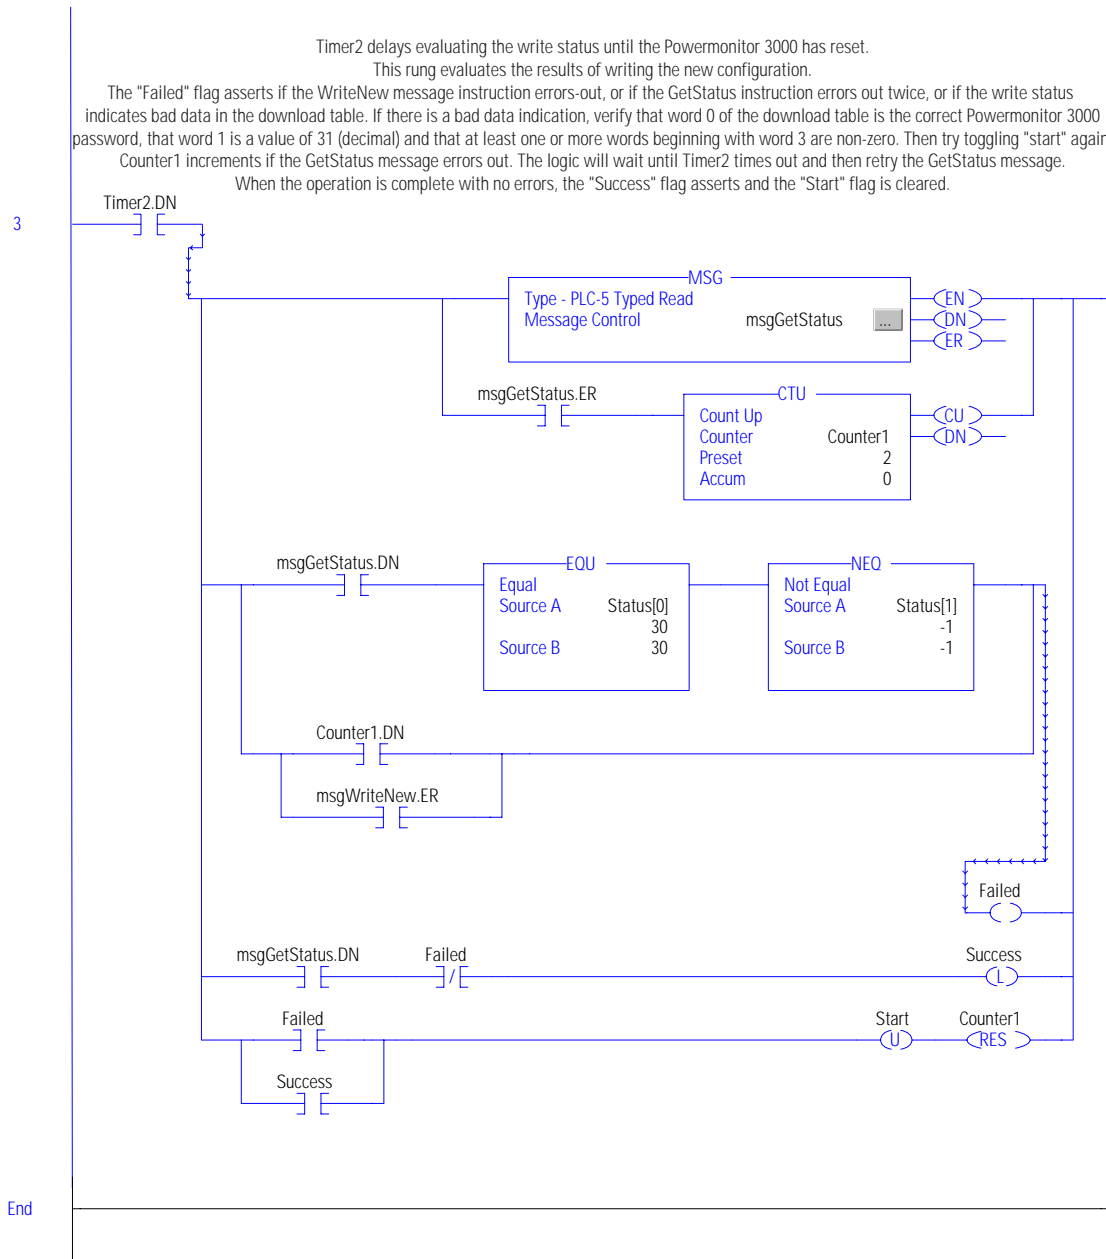 Timer2 delays evaluating the write status until the Powermonitor 3000 has reset.
This rung evaluates the results of writing the new configuration.
The "Failed" flag asserts if the WriteNew message instruction errors-out, or if the GetStatus instruction errors out twice, or if the write status
indicates bad data in the download table. If there is a bad data indication, verify that word 0 of the download table is the correct Powermonitor 3000
password, that word 1 is a value of 31 (decimal) and that at least one or more words beginning with word 3 are non-zero. Then try toggling "start" again
Counter1 increments if the GetStatus message errors out. The logic will wait until Timer2 times out and then retry the GetStatus message.
When the operation is complete with no errors, the "Success" flag asserts and the "Start" flag is cleared.
Timer2.DN
3
MSG
Type - PLC-5 Typed Read
Message Control msgGetStatus ...
EN
DN
ER
msgGetStatus.ER
CTU
Count Up
Counter Counter1
Preset 2
Accum 0
CU
DN
msgGetStatus.DN
EQU
Equal
Source A Status[0]
30
Source B 30
NEQ
Not Equal
Source A Status[1]
-1
Source B -1
Counter1.DN
msgWriteNew.ER
Failed
msgGetStatus.DN Failed Success
L
Failed Start Counter1
U RES
Success
End